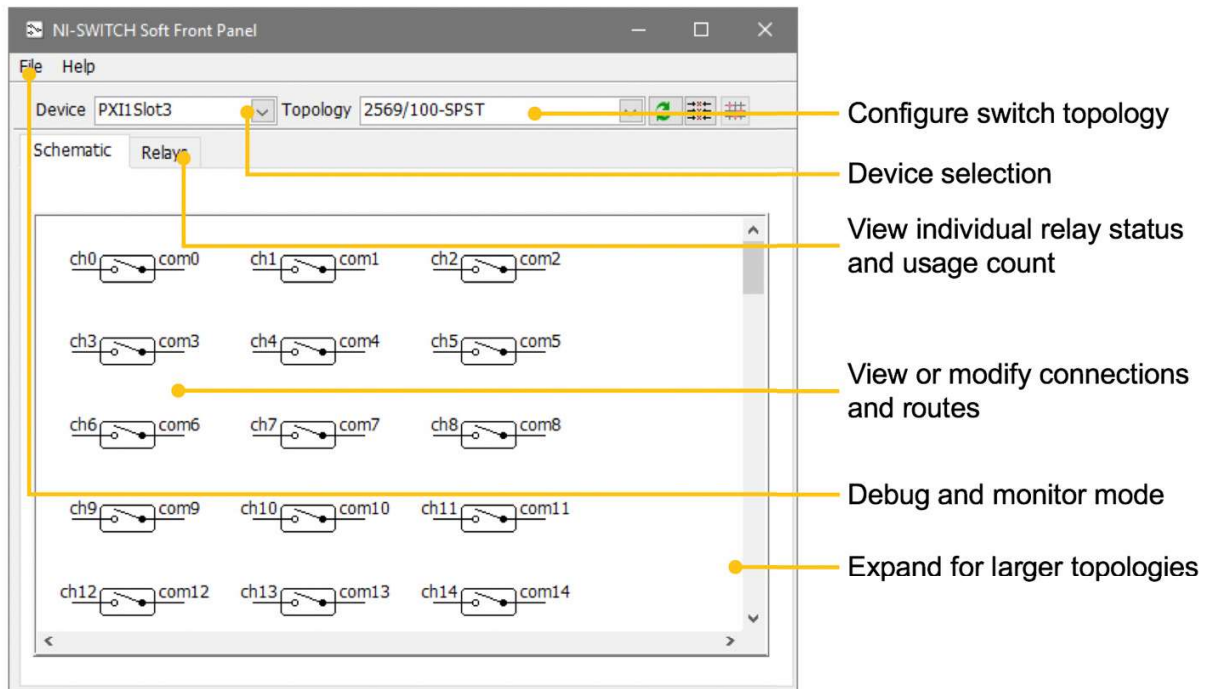 NI-SWITCH Soft Front Panel
File Help
Device PXI1Slot3 Topology 2569/100-SPST
Configure switch topology
Schematic Relays
Device selection
View individual relay status
and usage count
ch0 com0 ch1 com1 ch2 com2
ch3 com3 ch4 com4 ch5 com5
View or modify connections
and routes
ch6 com6 ch7 com7 ch8 com8
Debug and monitor mode
ch9 com9 ch10 com10 ch11 com11
Expand for larger topologies
ch12 com12 ch13 com13 ch14 com14